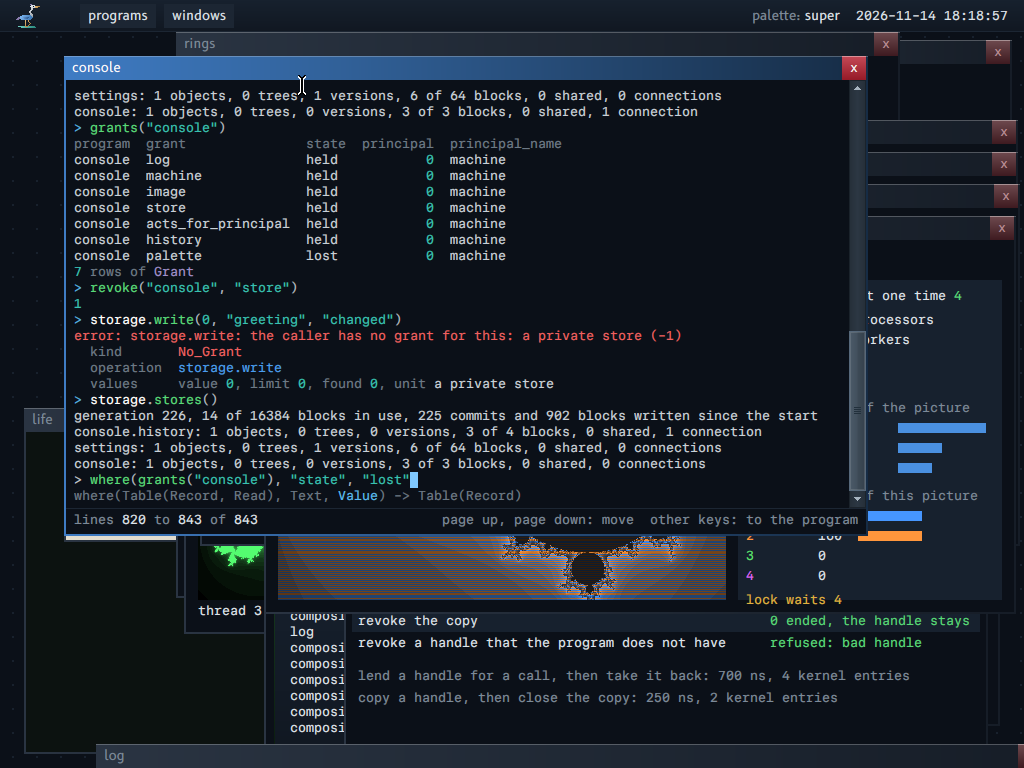 programs windows palette: super 2026-11-14 18:18:57
rings x
x
console x
settings: 1 objects, 0 trees, 1 versions, 6 of 64 blocks, 0 shared, 0 connections
console: 1 objects, 0 trees, 0 versions, 3 of 3 blocks, 0 shared, 1 connection
> grants("console")
program grant state principal principal_name
console log held 0 machine
console machine held 0 machine
console image held 0 machine
console store held 0 machine
console acts_for_principal held 0 machine
console history held 0 machine
console palette lost 0 machine
7 rows of Grant
> revoke("console", "store")
1
> storage.write(0, "greeting", "changed")
error: storage.write: the caller has no grant for this: a private store (-1)
kind No_Grant
operation storage.write
values value 0, limit 0, found 0, unit a private store
> storage.stores()
generation 226, 14 of 16384 blocks in use, 225 commits and 902 blocks written since the start
console.history: 1 objects, 0 trees, 0 versions, 3 of 4 blocks, 0 shared, 1 connection
settings: 1 objects, 0 trees, 1 versions, 6 of 64 blocks, 0 shared, 0 connections
console: 1 objects, 0 trees, 0 versions, 3 of 3 blocks, 0 shared, 0 connections
> where(grants("console"), "state", "lost"
where(Table(Record, Read), Text, Value) -> Table(Record)
lines 820 to 843 of 843 page up, page down: move other keys: to the program
x
x
x
x
t one time 4
rocessors
orkers
f the picture
f this picture
life
2 100
3 0
4 0
lock waits 4
thread 3
composi
log
composi
composi
composi
composi
composi
composi
revoke the copy 0 ended, the handle stays
revoke a handle that the program does not have refused: bad handle
lend a handle for a call, then take it back: 700 ns, 4 kernel entries
copy a handle, then close the copy: 250 ns, 2 kernel entries
log